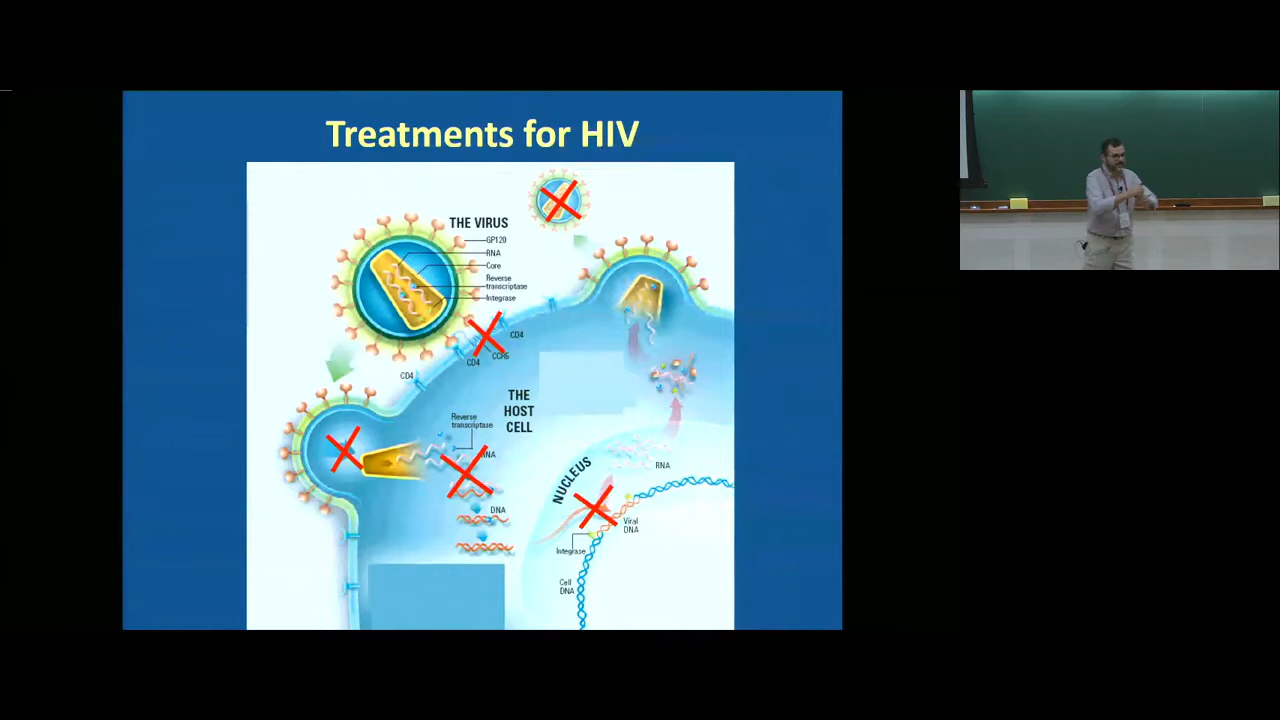 Treatments for HIV
THE VIRUS
GP120
RNA
Core
Reverse
transcriptase
Integrase
CD4
CCR5
CD4
CD4
THE
HOST
CELL
Reverse
transcriptase
RNA
DNA
NUCLEUS
RNA
Viral
DNA
Integrase
Cell
DNA